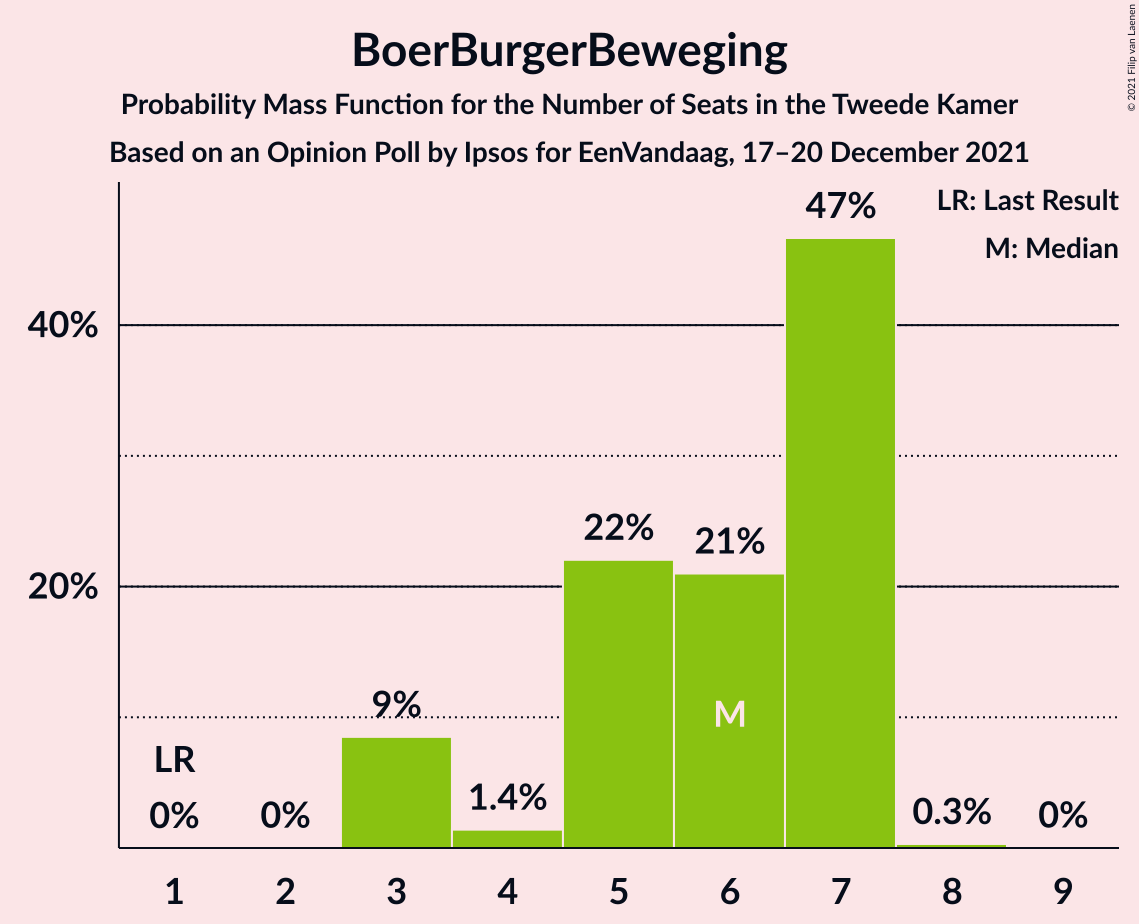 BoerBurgerBeweging
Probability Mass Function for the Number of Seats in the Tweede Kamer
Based on an Opinion Poll by Ipsos for EenVandaag, 17–20 December 2021
© 2021 Filip van Laenen
LR: Last Result
M: Median
47%
40%
22%
21%
20%
9%
M
LR
1.4%
0.3%
0%
0%
0%
1 2 3 4 5 6 7 8 9